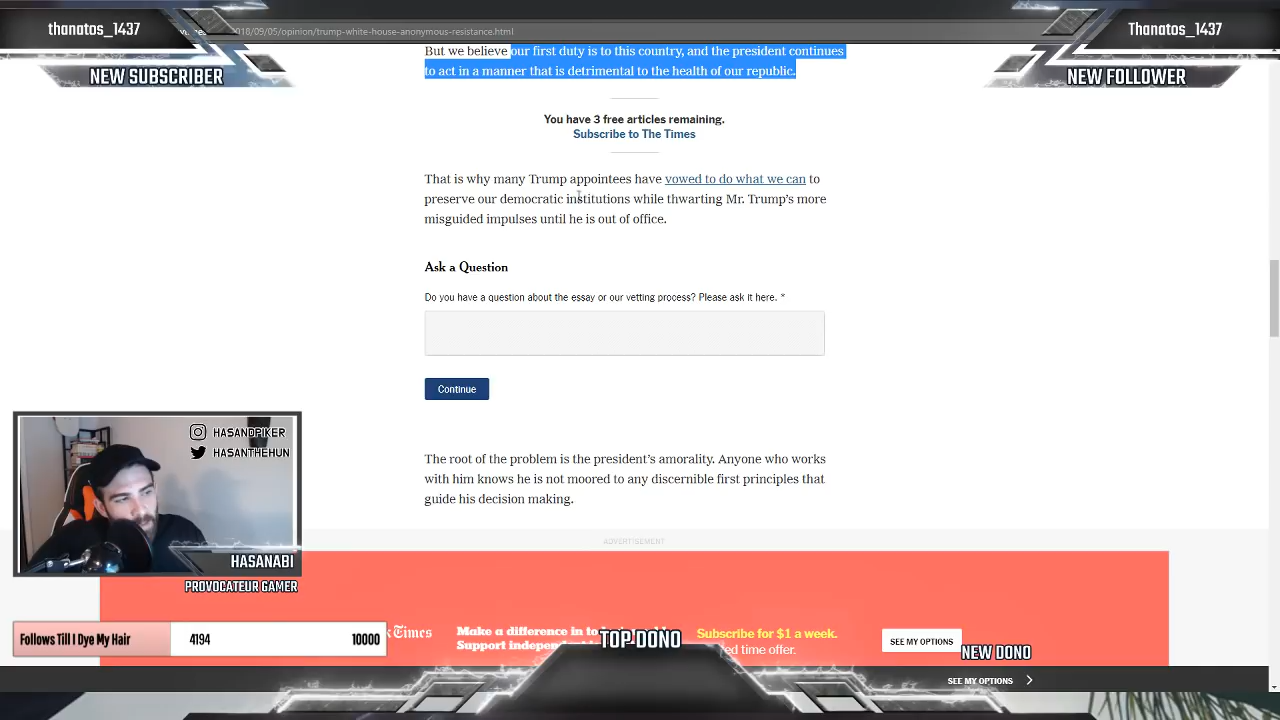 thanatos_1437
Thanatos_1437
018/09/05/opinion/trump-white-house-anonymous-resistance.html
NEW SUBSCRIBER
NEW FOLLOWER
But we believe our first duty is to this country, and the president continues
to act in a manner that is detrimental to the health of our republic.
You have 3 free articles remaining.
Subscribe to The Times
That is why many Trump appointees have vowed to do what we can to
preserve our democratic institutions while thwarting Mr. Trump's more
misguided impulses until he is out of office.
Ask a Question
Do you have a question about the essay or our vetting process? Please ask it here. *
Continue
HASANDPIKER
HASANTHEHUN
The root of the problem is the president's amorality. Anyone who works
with him knows he is not moored to any discernible first principles that
guide his decision making.
ADVERTISEMENT
HASANABI
PROVOCATEUR GAMER
Follows Till I Dye My Hair
4194
10000
k Times
Make a difference in to
Support independent
TOP DONO
Subscribe for $1 a week.
ed time offer.
SEE MY OPTIONS
NEW DONO
SEE MY OPTIONS